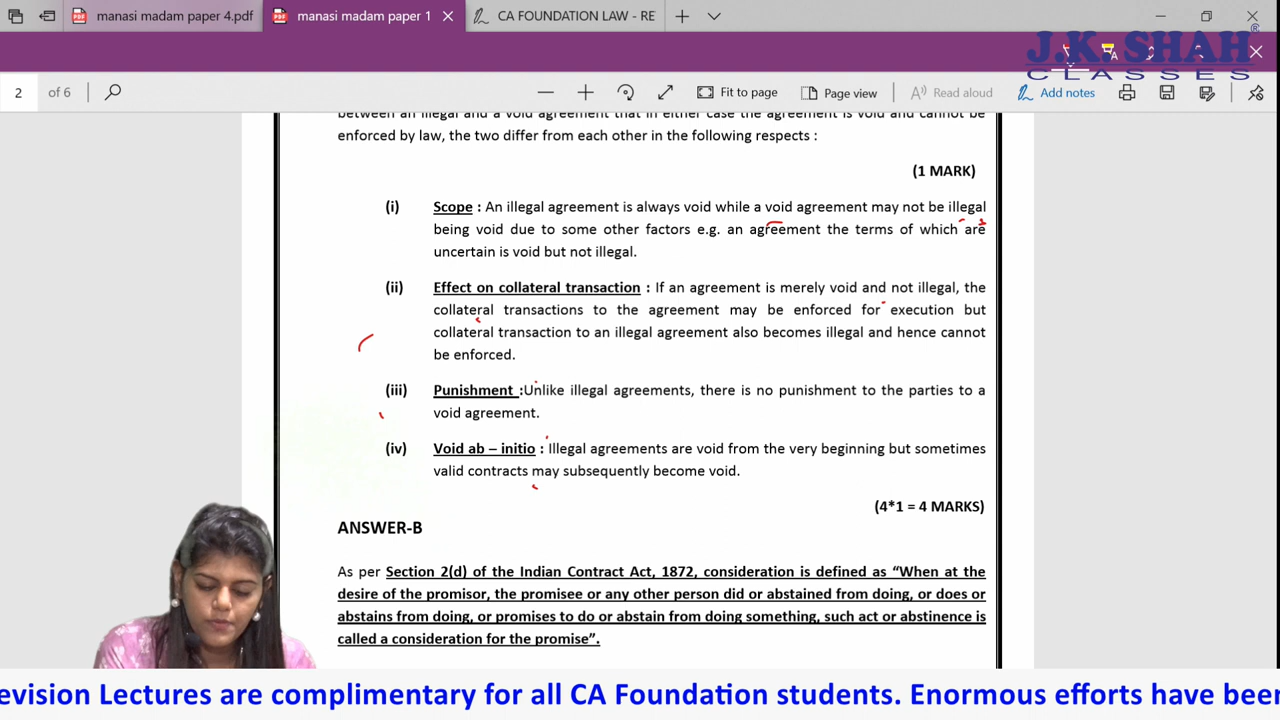 manasi madam paper 4.pdf
manasi madam paper 1
CA FOUNDATION LAW - RE
J.K. SHAH®
CLASSES
2 of 6
Fit to page
Page view
Read aloud
Add notes
between an illegal and a void agreement that in either case the agreement is void and cannot be
enforced by law, the two differ from each other in the following respects :
(1 MARK)
(i) Scope : An illegal agreement is always void while a void agreement may not be illegal
being void due to some other factors e.g. an agreement the terms of which are
uncertain is void but not illegal.
(ii) Effect on collateral transaction : If an agreement is merely void and not illegal, the
collateral transactions to the agreement may be enforced for execution but
collateral transaction to an illegal agreement also becomes illegal and hence cannot
be enforced.
(iii) Punishment :Unlike illegal agreements, there is no punishment to the parties to a
void agreement.
(iv) Void ab – initio : Illegal agreements are void from the very beginning but sometimes
valid contracts may subsequently become void.
(4*1 = 4 MARKS)
ANSWER-B
As per Section 2(d) of the Indian Contract Act, 1872, consideration is defined as “When at the
desire of the promisor, the promisee or any other person did or abstained from doing, or does or
abstains from doing, or promises to do or abstain from doing something, such act or abstinence is
called a consideration for the promise”.
evision Lectures are complimentary for all CA Foundation students. Enormous efforts have been